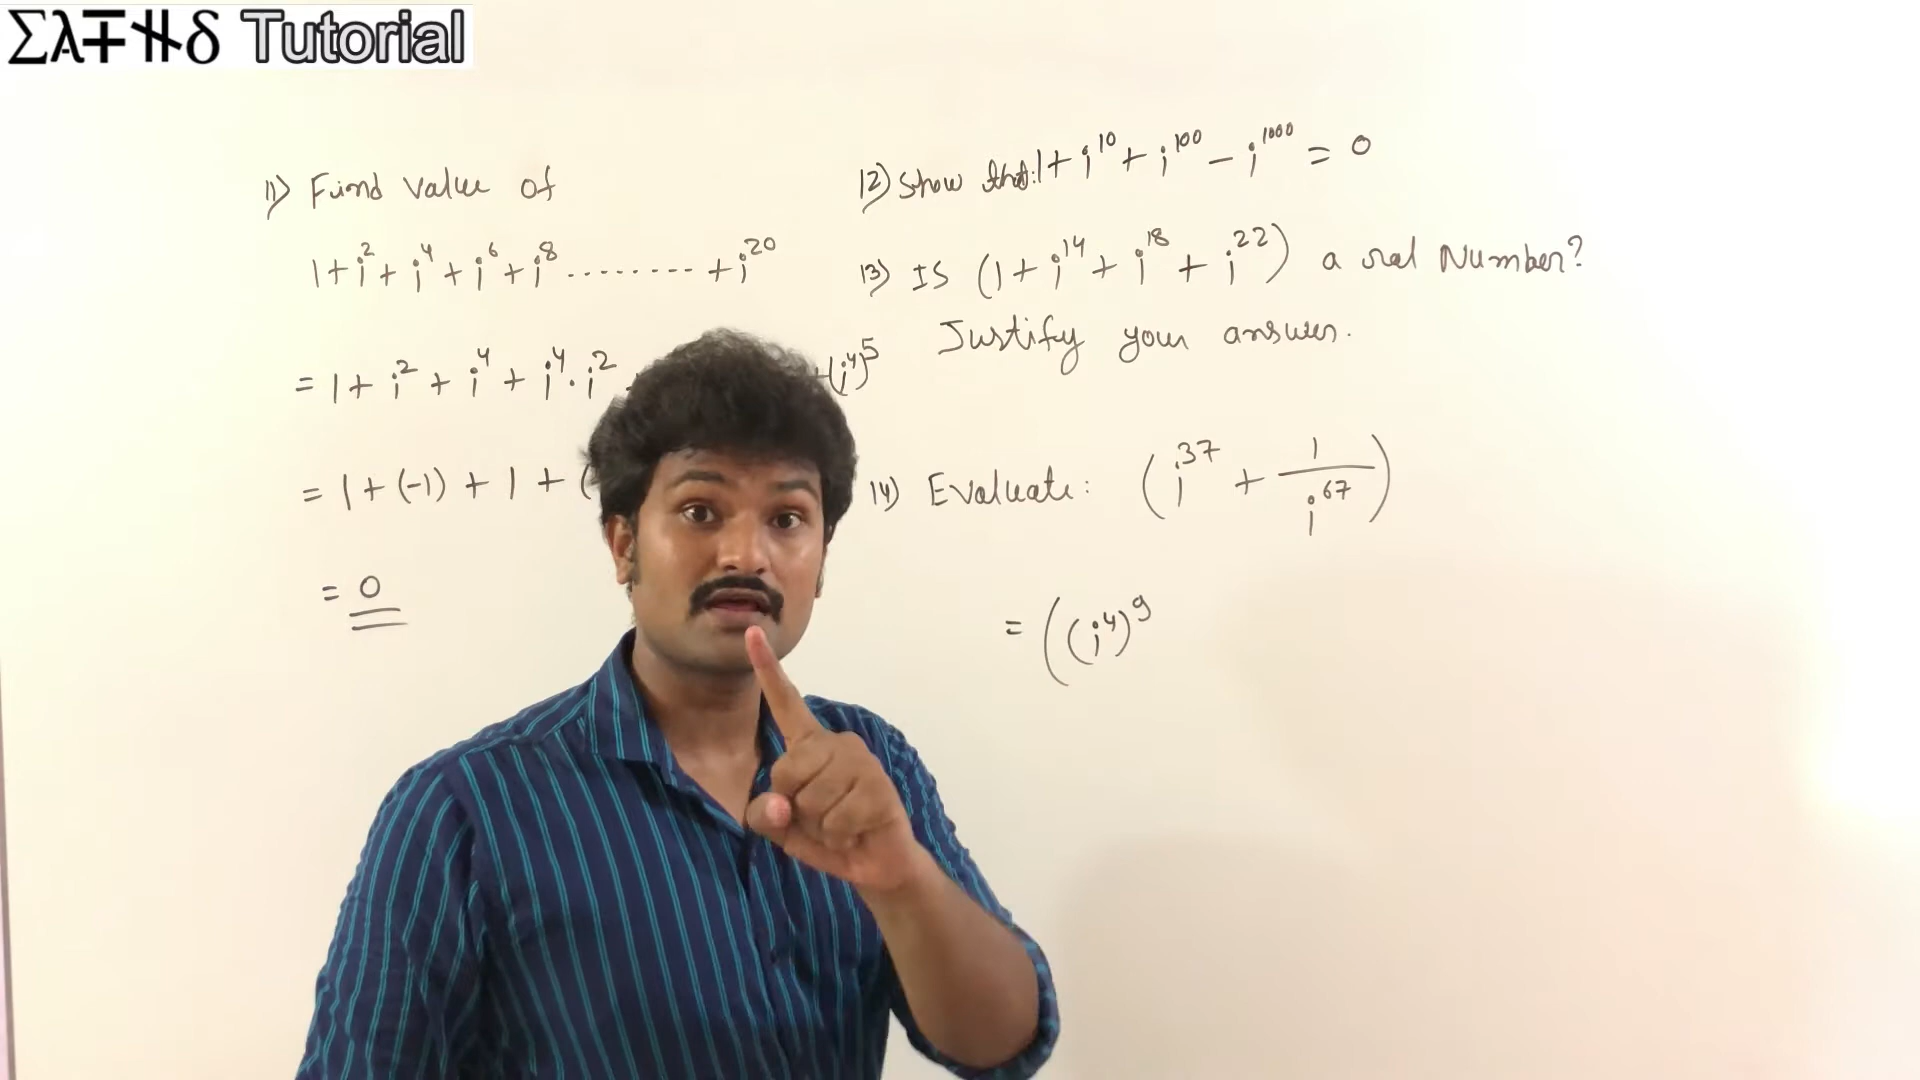 Σλ∓ℋδ Tutorial
11) Find value of
1 + i² + i⁴ + i⁶ + i⁸ ......... + i²⁰
= 1 + i² + i⁴ + i⁴ · i² + (i⁴)⁵
= 1 + (-1) + 1 + (
= 0
12) Show that: 1 + i¹⁰ + i¹⁰⁰ − i¹⁰⁰⁰ = 0
13) IS (1 + i¹⁴ + i¹⁸ + i²²) a real Number?
Justify your answer.
14) Evaluate: (i³⁷ + 1/i⁶⁷)
= ((i⁴)⁹